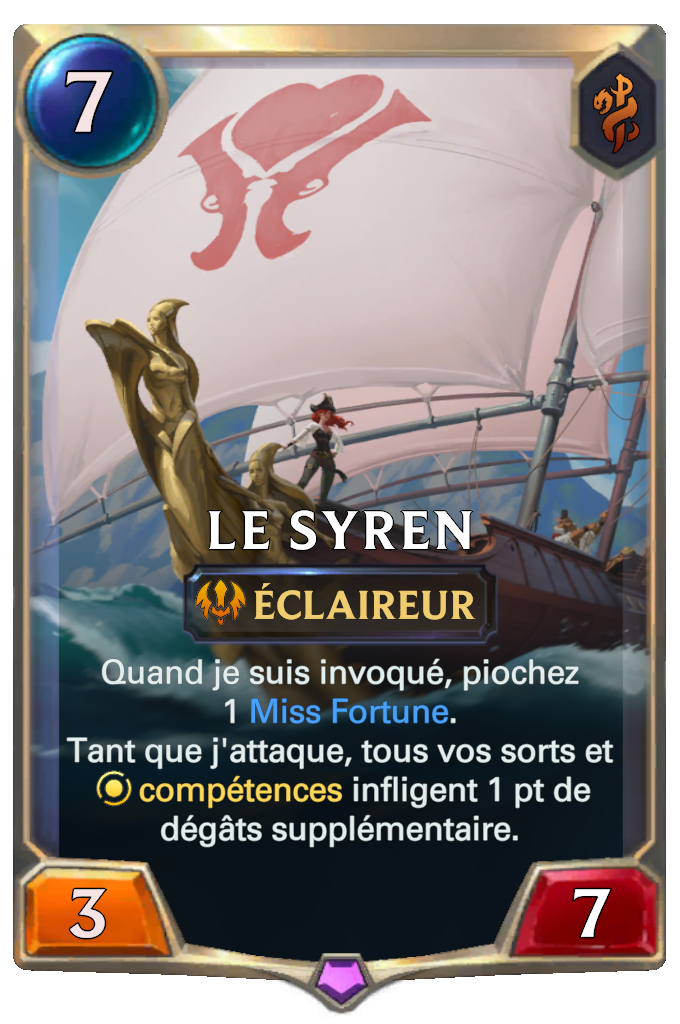 7
LE SYREN
ÉCLAIREUR
Quand je suis invoqué, piochez
1 Miss Fortune.
Tant que j'attaque, tous vos sorts et
compétences infligent 1 pt de
dégâts supplémentaire.
3
7